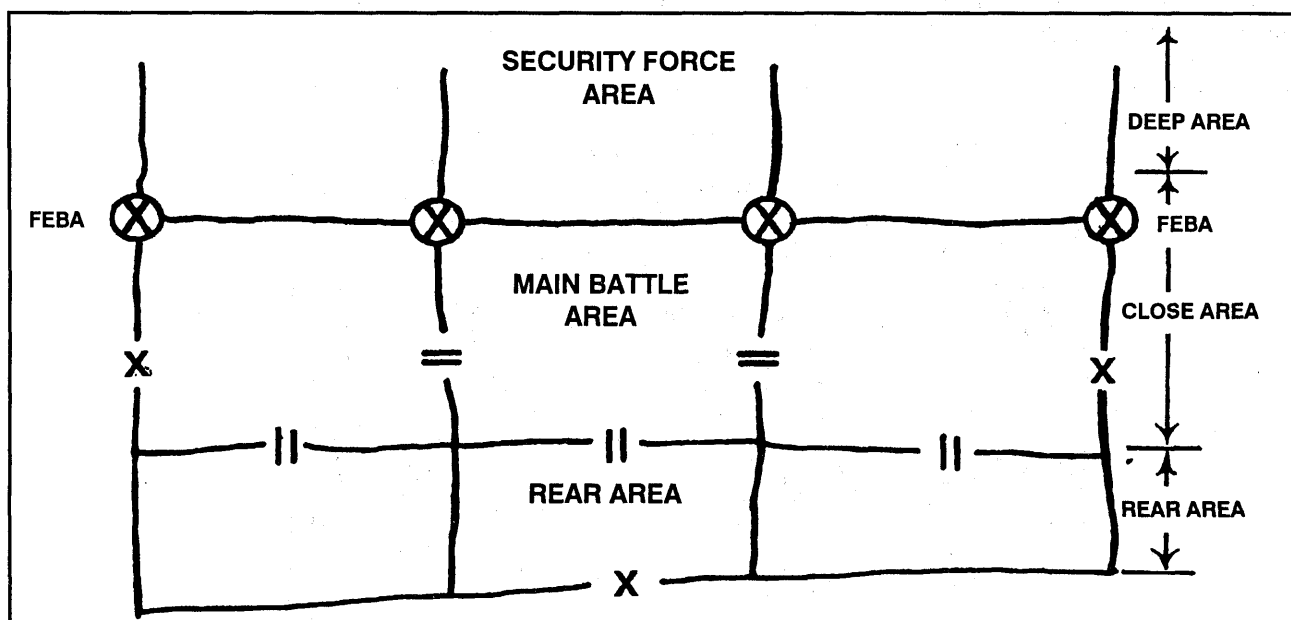 SECURITY FORCE
AREA
DEEP AREA
FEBA
X
X
X
X
FEBA
MAIN BATTLE
AREA
CLOSE AREA
X
=
=
X
||
||
||
REAR AREA
REAR AREA
X